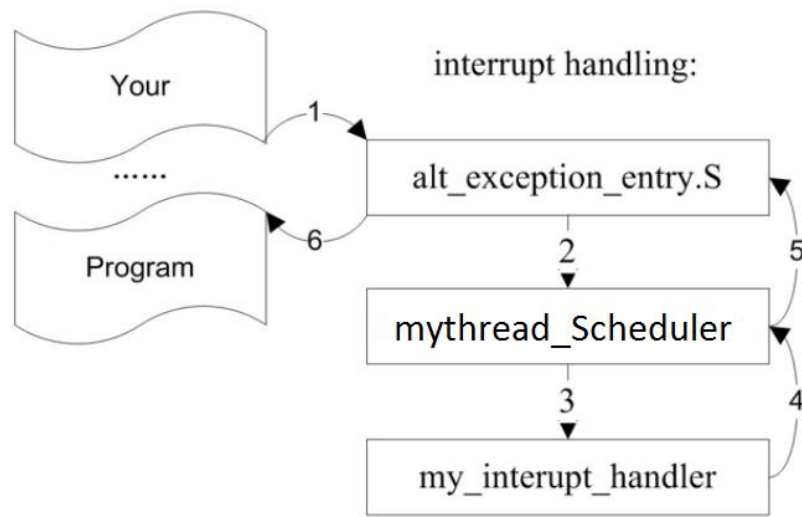 Your
interrupt handling:
1
alt_exception_entry.S
......
6
2
5
Program
mythread_Scheduler
3
4
my_interupt_handler